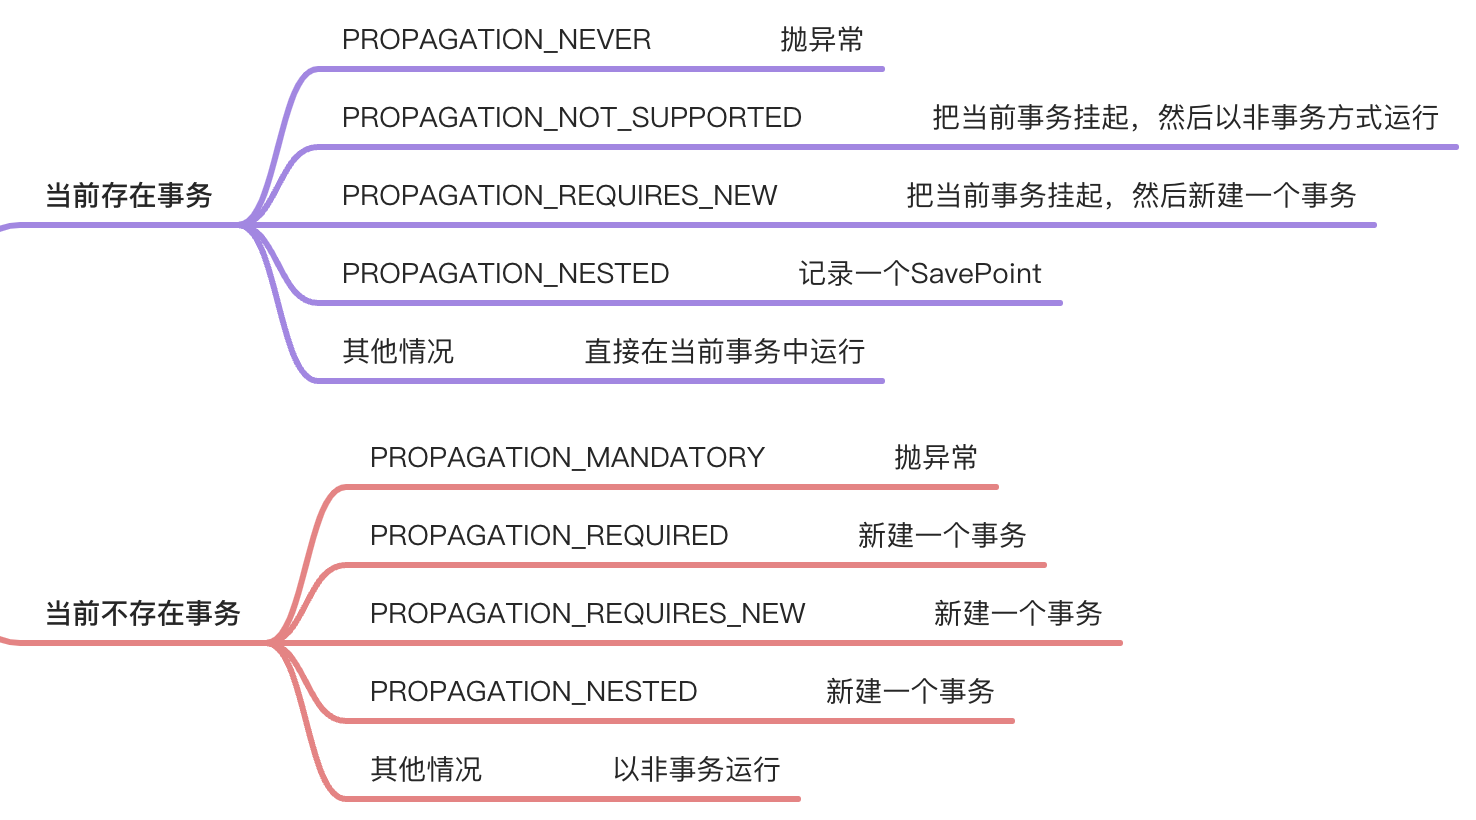 当前存在事务
PROPAGATION_NEVER 抛异常
PROPAGATION_NOT_SUPPORTED 把当前事务挂起，然后以非事务方式运行
PROPAGATION_REQUIRES_NEW 把当前事务挂起，然后新建一个事务
PROPAGATION_NESTED 记录一个SavePoint
其他情况 直接在当前事务中运行
当前不存在事务
PROPAGATION_MANDATORY 抛异常
PROPAGATION_REQUIRED 新建一个事务
PROPAGATION_REQUIRES_NEW 新建一个事务
PROPAGATION_NESTED 新建一个事务
其他情况 以非事务运行